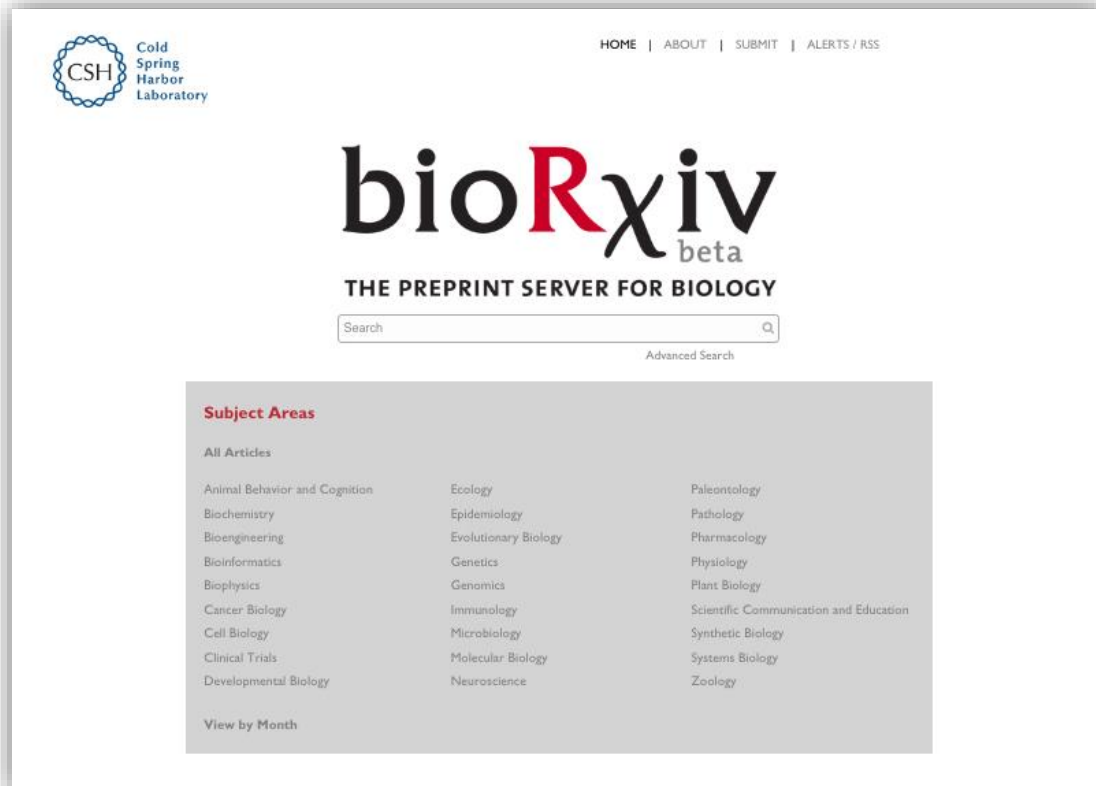 CSH
Cold
Spring
Harbor
Laboratory
HOME | ABOUT | SUBMIT | ALERTS / RSS
bioRχiv
beta
THE PREPRINT SERVER FOR BIOLOGY
Search
Advanced Search
Subject Areas
All Articles
Animal Behavior and Cognition
Biochemistry
Bioengineering
Bioinformatics
Biophysics
Cancer Biology
Cell Biology
Clinical Trials
Developmental Biology
Ecology
Epidemiology
Evolutionary Biology
Genetics
Genomics
Immunology
Microbiology
Molecular Biology
Neuroscience
Paleontology
Pathology
Pharmacology
Physiology
Plant Biology
Scientific Communication and Education
Synthetic Biology
Systems Biology
Zoology
View by Month